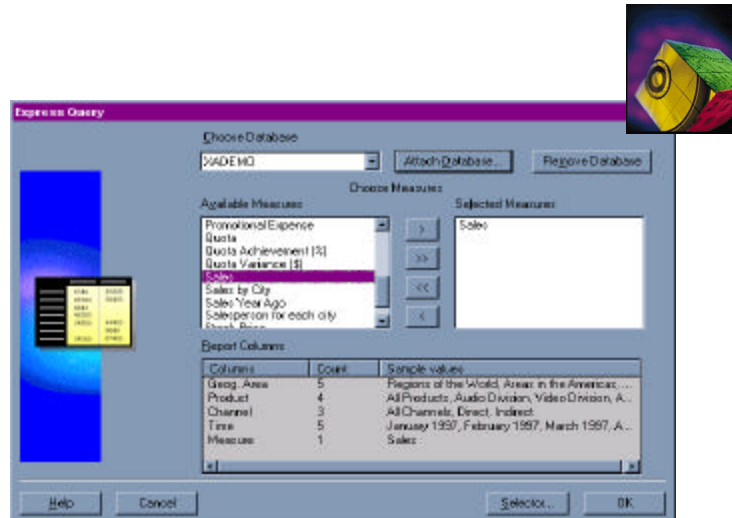 Express Query
Choose Database
XADEMO
Attach Database...
Remove Database
Choose Measures
Available Measures
Selected Measures
Promotional Expense
Quota
Quota Achievement (%)
Quota Variance ($)
Sales
Sales by City
Sales Year Ago
Salesperson for each city
Stock Price
>
>>
<<
<
Sales
Report Columns
Columns Count Sample values
Geog. Area 5 Regions of the World, Areas in the Americas, ...
Product 4 All Products, Audio Division, Video Division, A...
Channel 3 All Channels, Direct, Indirect
Time 5 January 1997, February 1997, March 1997, A...
Measure 1 Sales
Help
Cancel
Selector...
OK